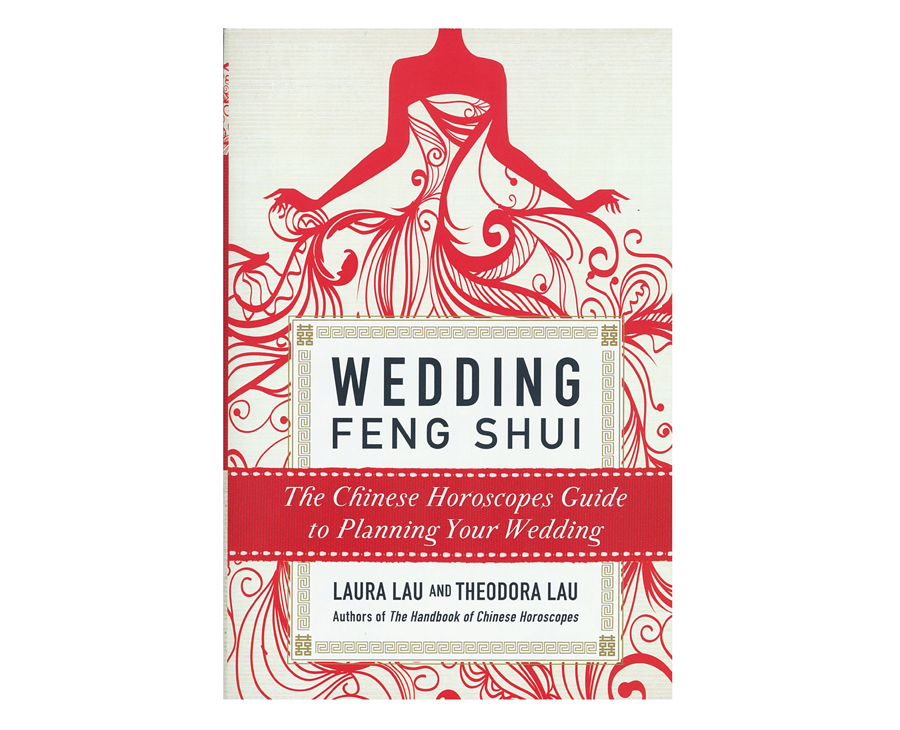 WEDDING
FENG SHUI
The Chinese Horoscopes Guide
to Planning Your Wedding
LAURA LAU AND THEODORA LAU
Authors of The Handbook of Chinese Horoscopes